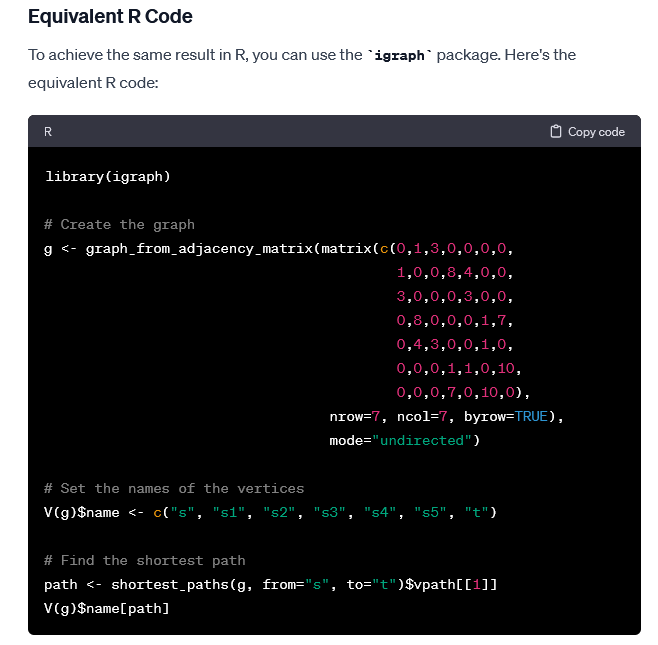 Equivalent R Code
To achieve the same result in R, you can use the `igraph` package. Here's the
equivalent R code:
R
Copy code
library(igraph)
# Create the graph
g <- graph_from_adjacency_matrix(matrix(c(0,1,3,0,0,0,0,
1,0,0,8,4,0,0,
3,0,0,0,3,0,0,
0,8,0,0,0,1,7,
0,4,3,0,0,1,0,
0,0,0,1,1,0,10,
0,0,0,7,0,10,0),
nrow=7, ncol=7, byrow=TRUE),
mode="undirected")
# Set the names of the vertices
V(g)$name <- c("s", "s1", "s2", "s3", "s4", "s5", "t")
# Find the shortest path
path <- shortest_paths(g, from="s", to="t")$vpath[[1]]
V(g)$name[path]